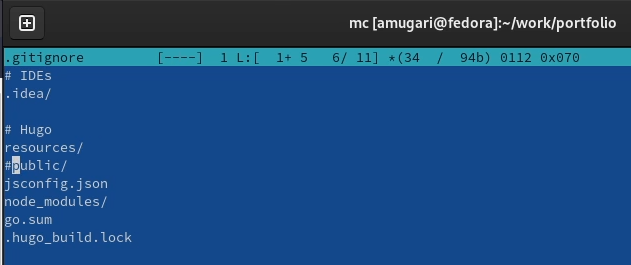 mc [amugari@fedora]:~/work/portfolio
.gitignore [----] 1 L:[ 1+ 5 6/ 11] *(34 / 94b) 0112 0x070
# IDEs
.idea/
# Hugo
resources/
#public/
jsconfig.json
node_modules/
go.sum
.hugo_build.lock